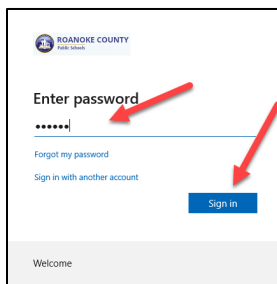 ROANOKE COUNTY
Public Schools
Enter password
••••••
Forgot my password
Sign in with another account
Sign in
Welcome